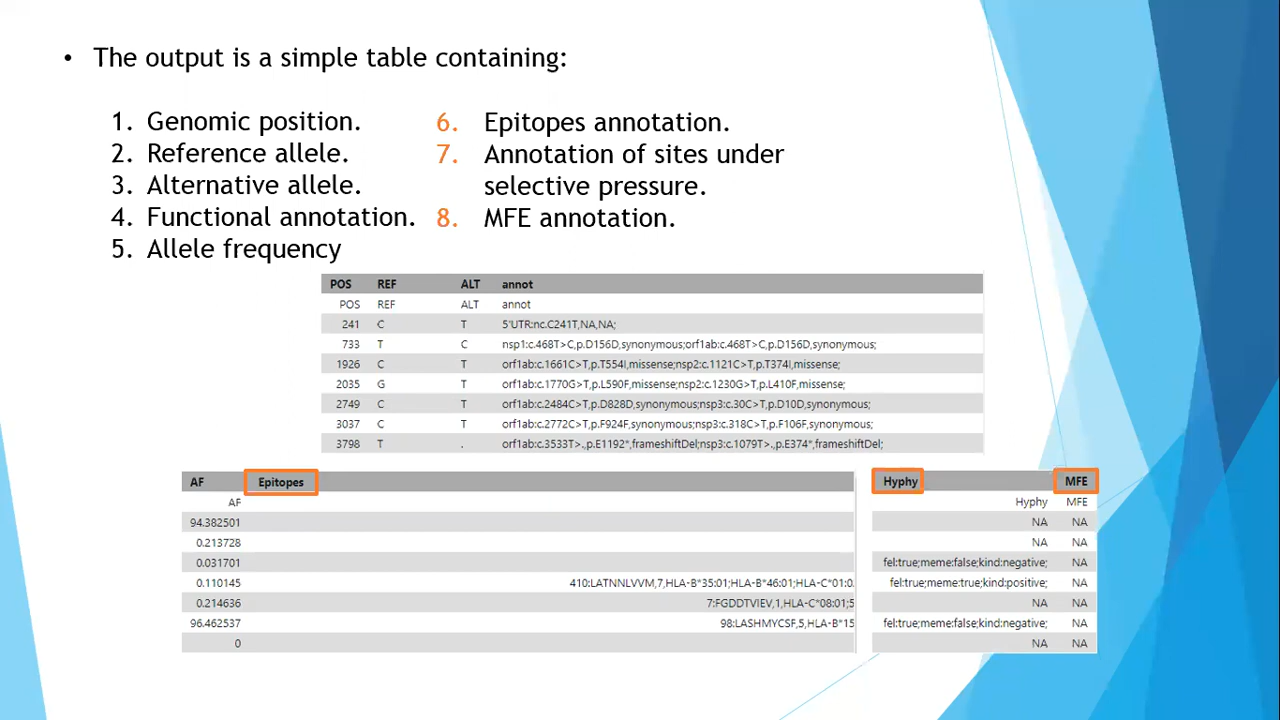 • The output is a simple table containing:
1. Genomic position.
2. Reference allele.
3. Alternative allele.
4. Functional annotation.
5. Allele frequency
6. Epitopes annotation.
7. Annotation of sites under
selective pressure.
8. MFE annotation.
POS REF ALT annot
POS REF ALT annot
241 C T 5'UTR:nc.C241T,NA,NA;
733 T C nsp1:c.468T>C,p.D156D,synonymous;orf1ab:c.468T>C,p.D156D,synonymous;
1926 C T orf1ab:c.1661C>T,p.T554I,missense;nsp2:c.1121C>T,p.T374I,missense;
2035 G T orf1ab:c.1770G>T,p.L590F,missense;nsp2:c.1230G>T,p.L410F,missense;
2749 C T orf1ab:c.2484C>T,p.D828D,synonymous;nsp3:c.30C>T,p.D10D,synonymous;
3037 C T orf1ab:c.2772C>T,p.F924F,synonymous;nsp3:c.318C>T,p.F106F,synonymous;
3798 T . orf1ab:c.3533T>.,p.E1192*,frameshiftDel;nsp3:c.1079T>.,p.E374*,frameshiftDel;
AF Epitopes Hyphy MFE
AF Hyphy MFE
94.382501 NA NA
0.213728 NA NA
0.031701 fel:true;meme:false;kind:negative; NA
0.110145 410:LATNNLVVM,7,HLA-B*35:01;HLA-B*46:01;HLA-C*01:0 fel:true;meme:true;kind:positive; NA
0.214636 7:FGDDTVIEV,1,HLA-C*08:01;5 NA NA
96.462537 98:LASHMYCSF,5,HLA-B*15 fel:true;meme:false;kind:negative; NA
0 NA NA